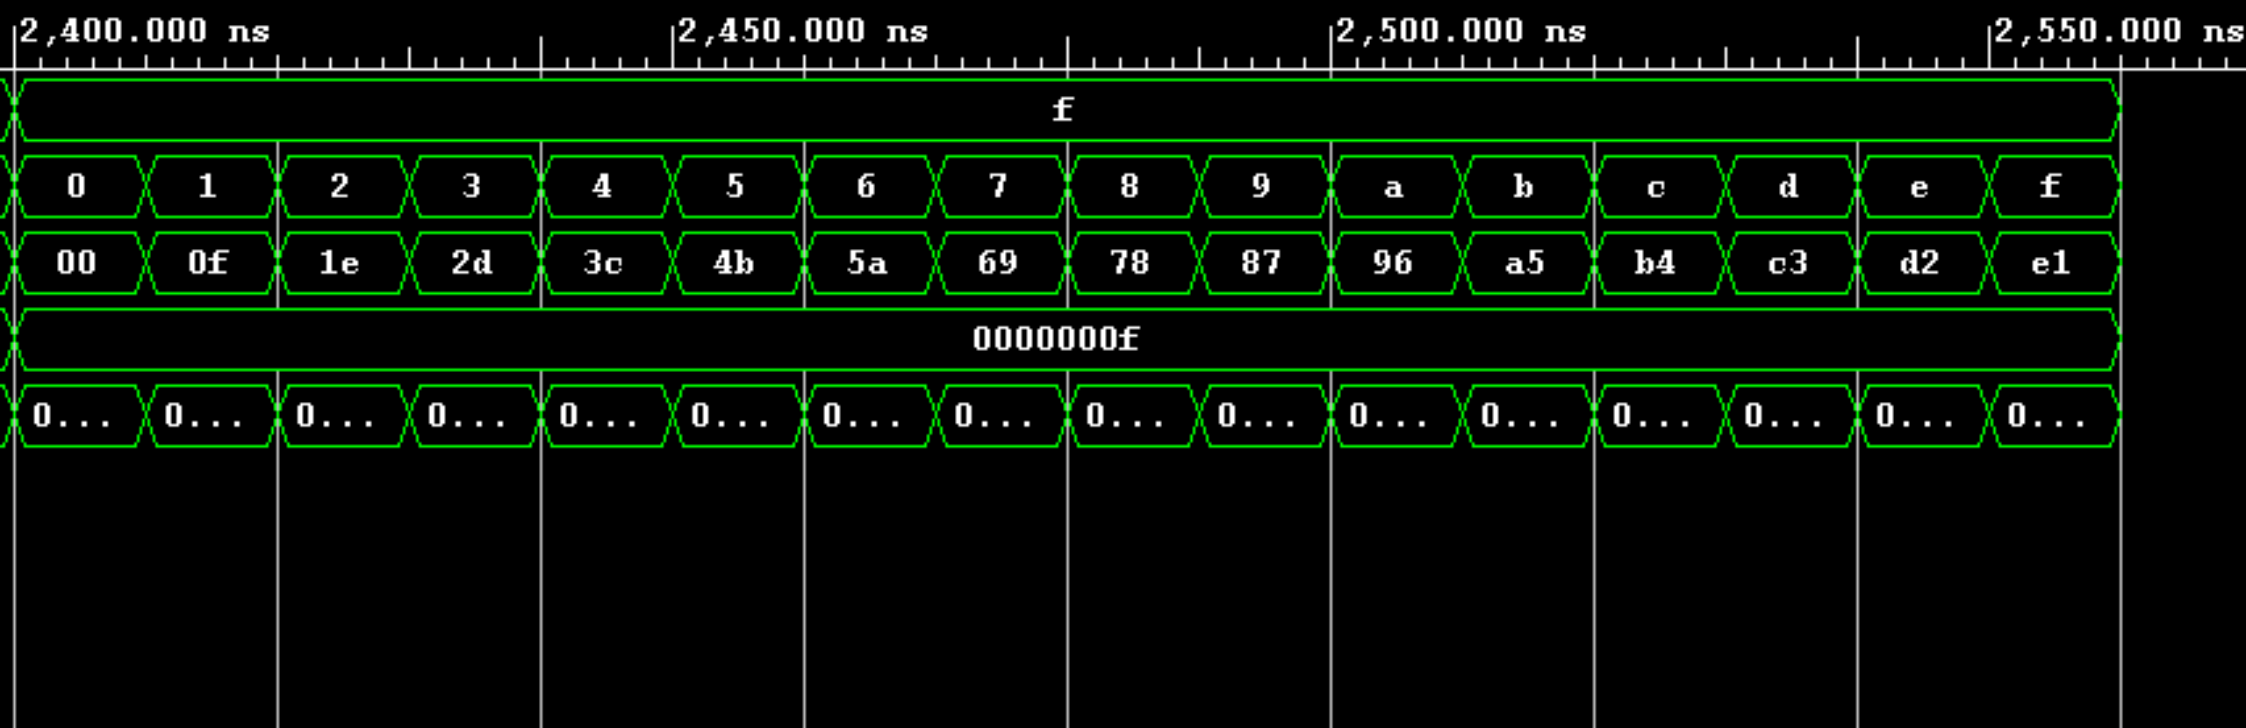 2,400.000 ns 2,450.000 ns 2,500.000 ns 2,550.000 ns
f
0 1 2 3 4 5 6 7 8 9 a b c d e f
00 0f 1e 2d 3c 4b 5a 69 78 87 96 a5 b4 c3 d2 e1
0000000f
0... 0... 0... 0... 0... 0... 0... 0... 0... 0... 0... 0... 0... 0... 0... 0...